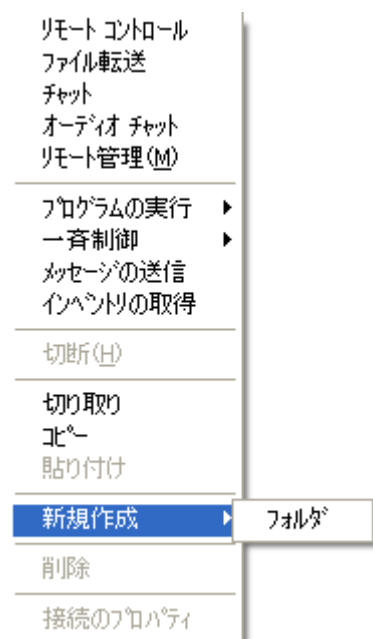 リモート コントロール
ファイル転送
チャット
オーディオ チャット
リモート管理(M)
プログラムの実行
一斉制御
メッセージの送信
インベントリの取得
切断(H)
切り取り
コピー
貼り付け
新規作成
フォルダ
削除
接続のプロパティ